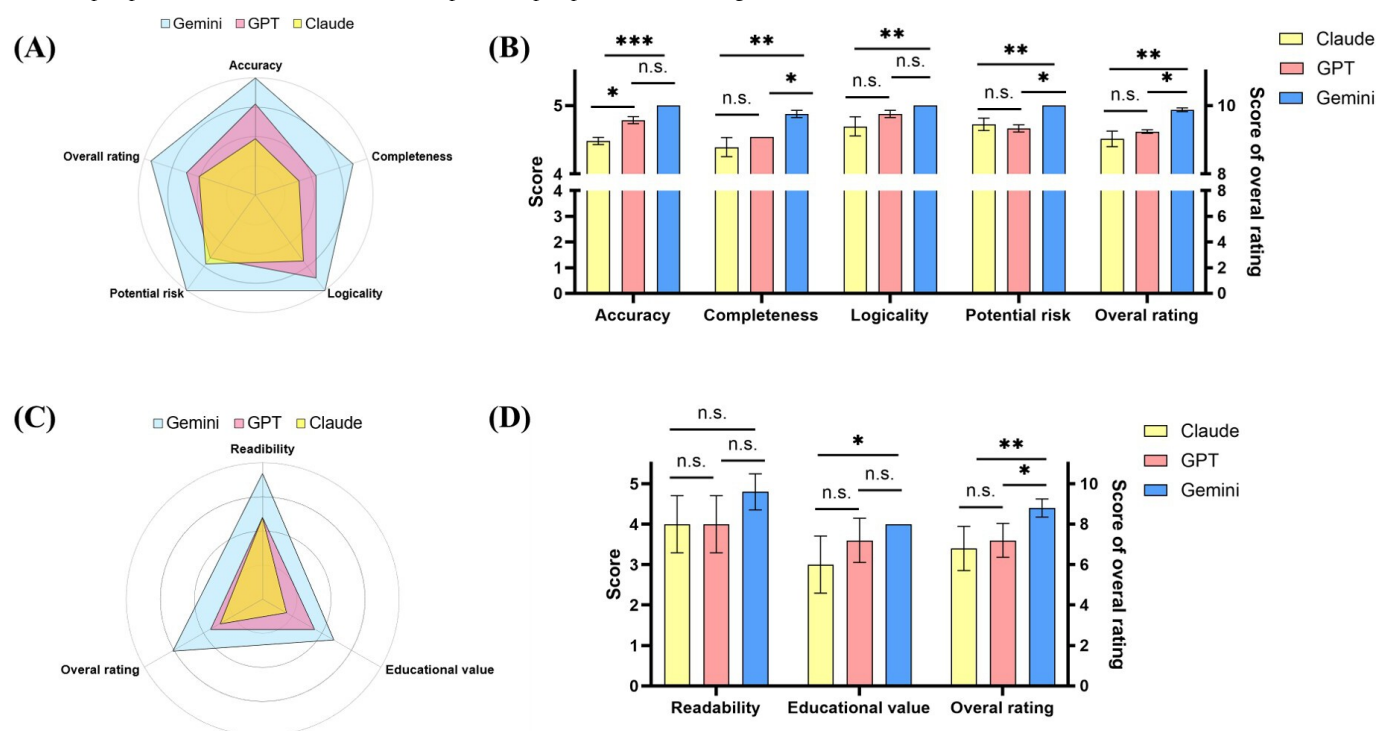 (A)
Gemini GPT Claude
Accuracy
Overall rating
Completeness
Potential risk
Logicality
(B)
*** ** ** ** **
n.s. * n.s. * *
* n.s. n.s. n.s. n.s.
Claude
GPT
Gemini
Score
5
4
4
3
2
1
0
Score of overall rating
10
8
8
6
4
2
0
Accuracy Completeness Logicality Potential risk Overal rating
(C)
Gemini GPT Claude
Readibility
Overal rating
Educational value
(D)
n.s. * **
n.s. n.s. *
n.s. n.s. n.s.
Claude
GPT
Gemini
Score
5
4
3
2
1
0
Score of overall rating
10
8
6
4
2
0
Readability Educational value Overal rating